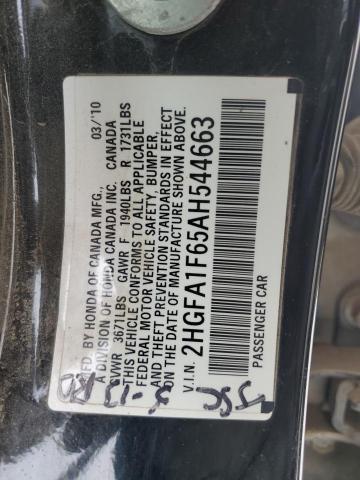 MFD. BY HONDA OF CANADA MFG., 03/'10
A DIVISION OF HONDA CANADA INC. CANADA
GVWR 3671LBS GAWR F 1940LBS R 1731LBS
THIS VEHICLE CONFORMS TO ALL APPLICABLE
FEDERAL MOTOR VEHICLE SAFETY, BUMPER,
AND THEFT PREVENTION STANDARDS IN EFFECT
ON THE DATE OF MANUFACTURE SHOWN ABOVE.
V.I.N. 2HGFA1F65AH544663
PASSENGER CAR